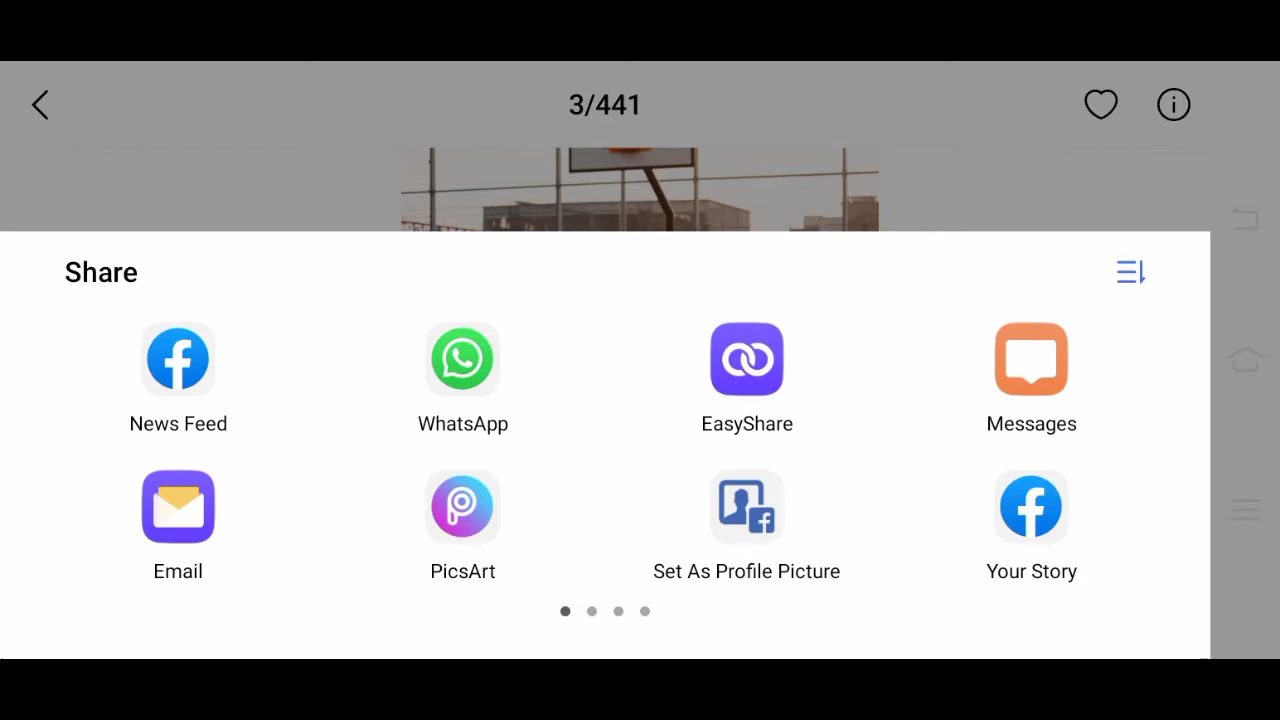 3/441
Share
News Feed
WhatsApp
EasyShare
Messages
Email
PicsArt
Set As Profile Picture
Your Story